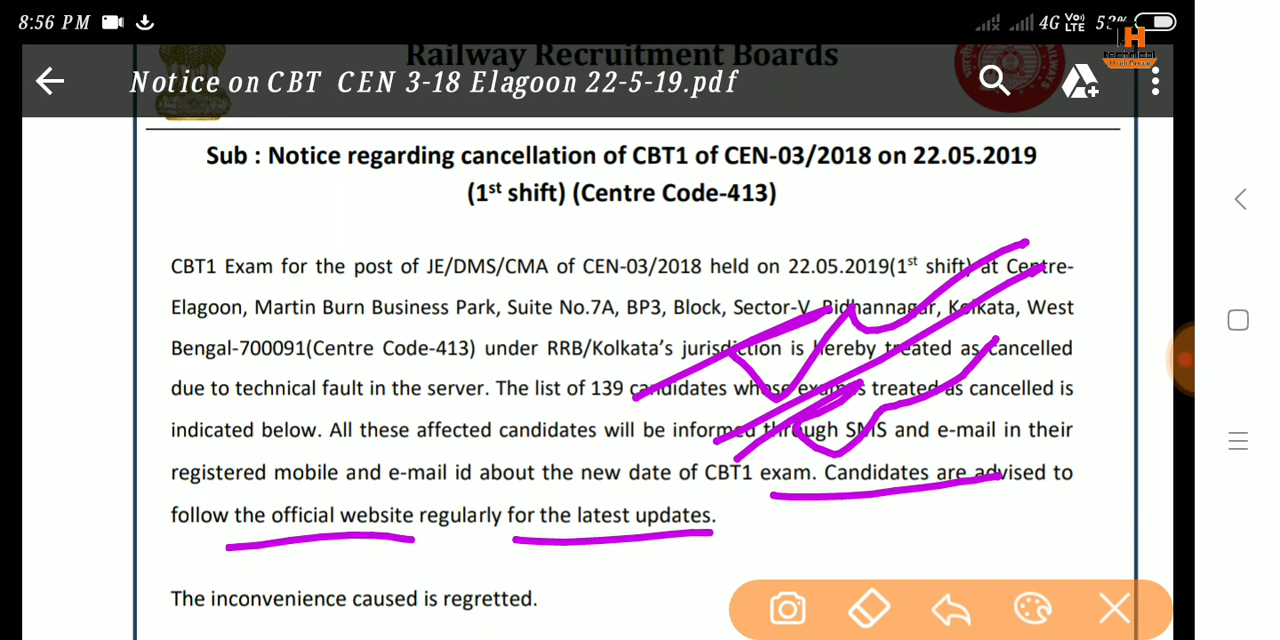 8:56 PM 4G VoLTE
Railway Recruitment Boards
Notice on CBT CEN 3-18 Elagoon 22-5-19.pdf
Sub : Notice regarding cancellation of CBT1 of CEN-03/2018 on 22.05.2019
(1st shift) (Centre Code-413)
CBT1 Exam for the post of JE/DMS/CMA of CEN-03/2018 held on 22.05.2019(1st shift) at Centre-
Elagoon, Martin Burn Business Park, Suite No.7A, BP3, Block, Sector-V, Bidhannagar, Kolkata, West
Bengal-700091(Centre Code-413) under RRB/Kolkata's jurisdiction is hereby treated as cancelled
due to technical fault in the server. The list of 139 candidates whose exam is treated as cancelled is
indicated below. All these affected candidates will be informed through SMS and e-mail in their
registered mobile and e-mail id about the new date of CBT1 exam. Candidates are advised to
follow the official website regularly for the latest updates.
The inconvenience caused is regretted.